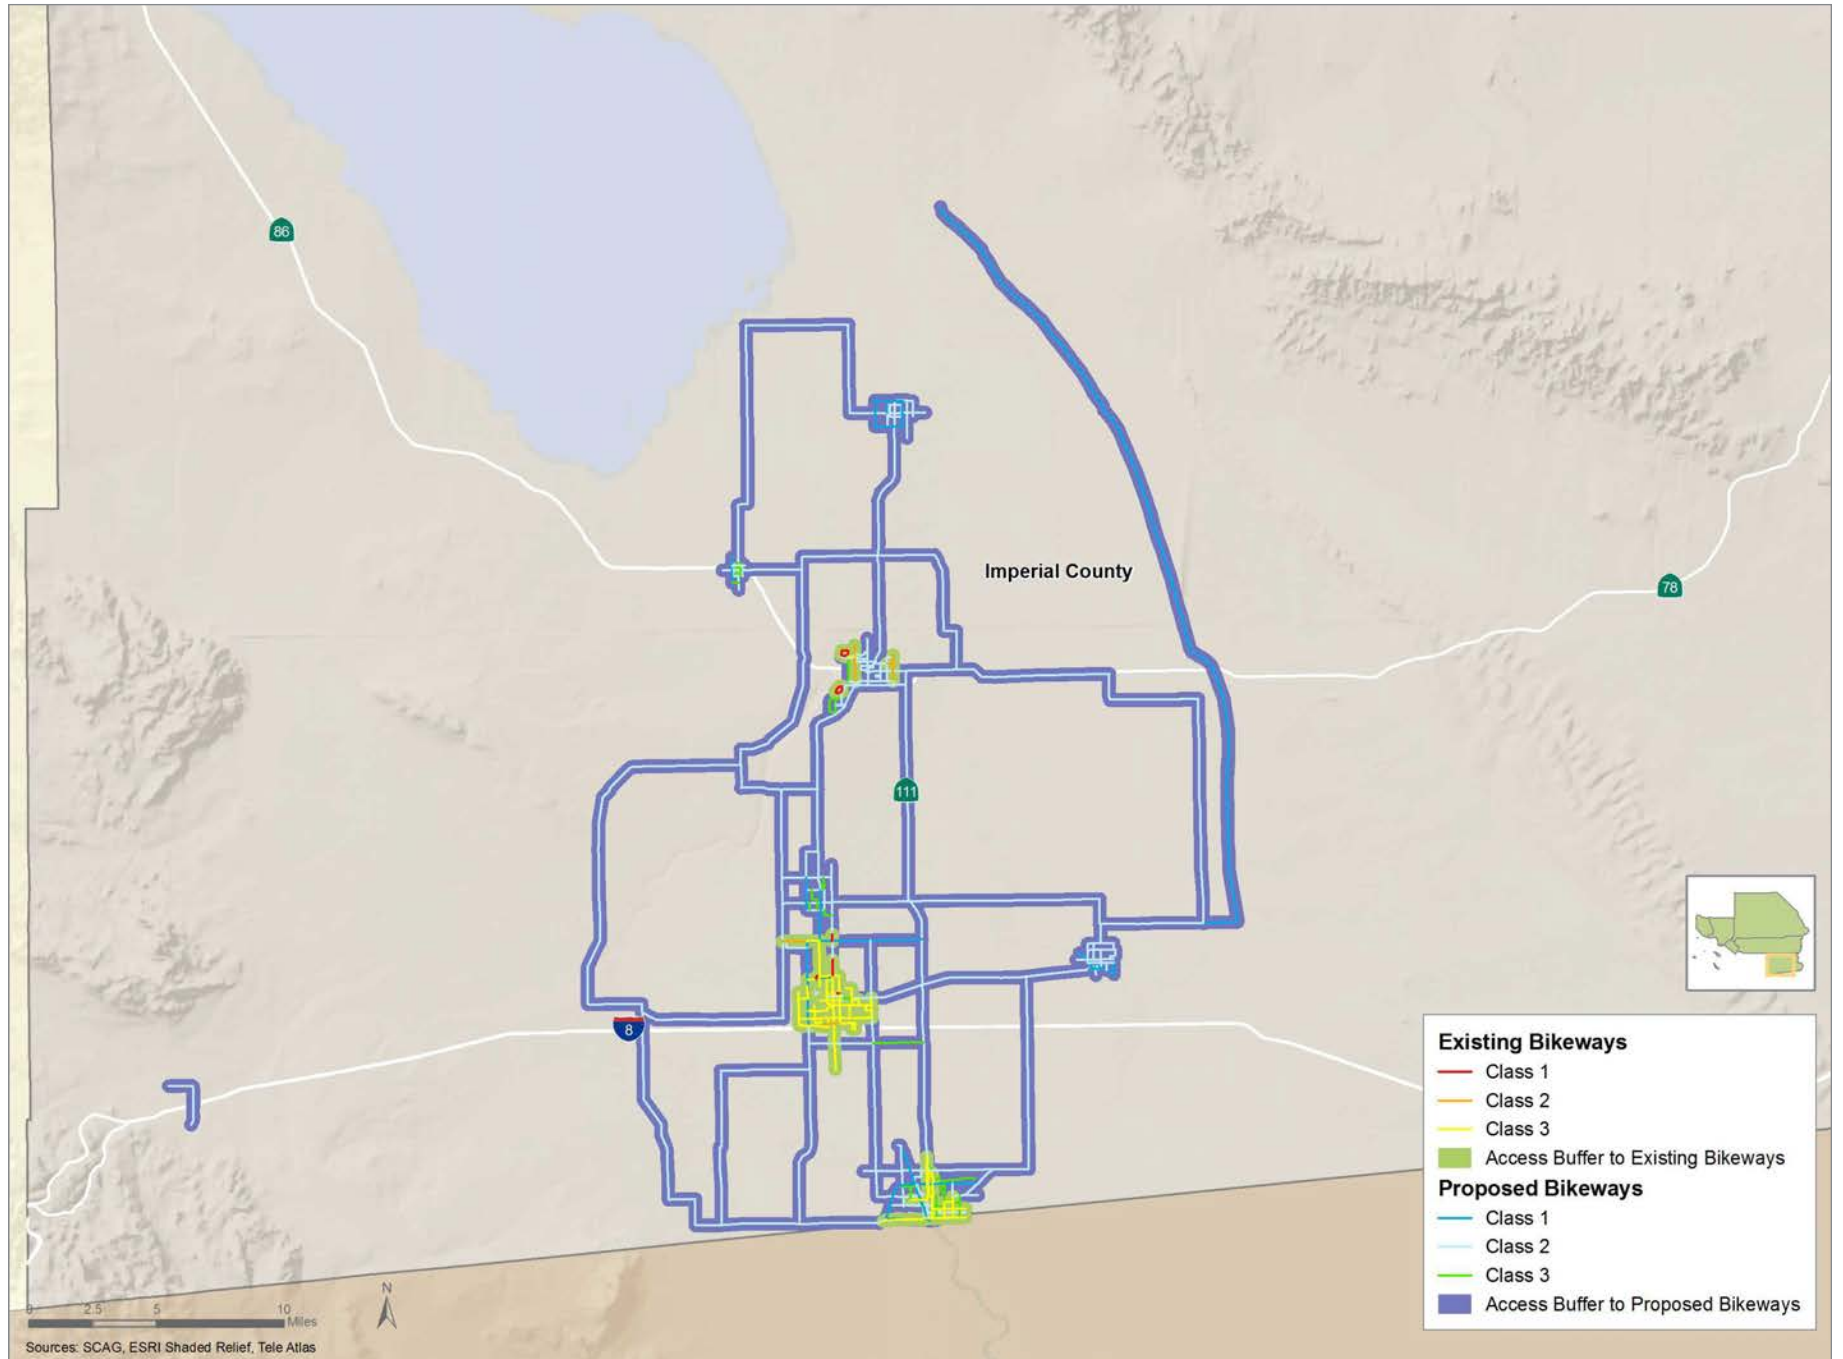 86
Imperial County
78
111
8
Existing Bikeways
Class 1
Class 2
Class 3
Access Buffer to Existing Bikeways
Proposed Bikeways
Class 1
Class 2
Class 3
Access Buffer to Proposed Bikeways
N
0 2.5 5 10
Miles
Sources: SCAG, ESRI Shaded Relief, Tele Atlas